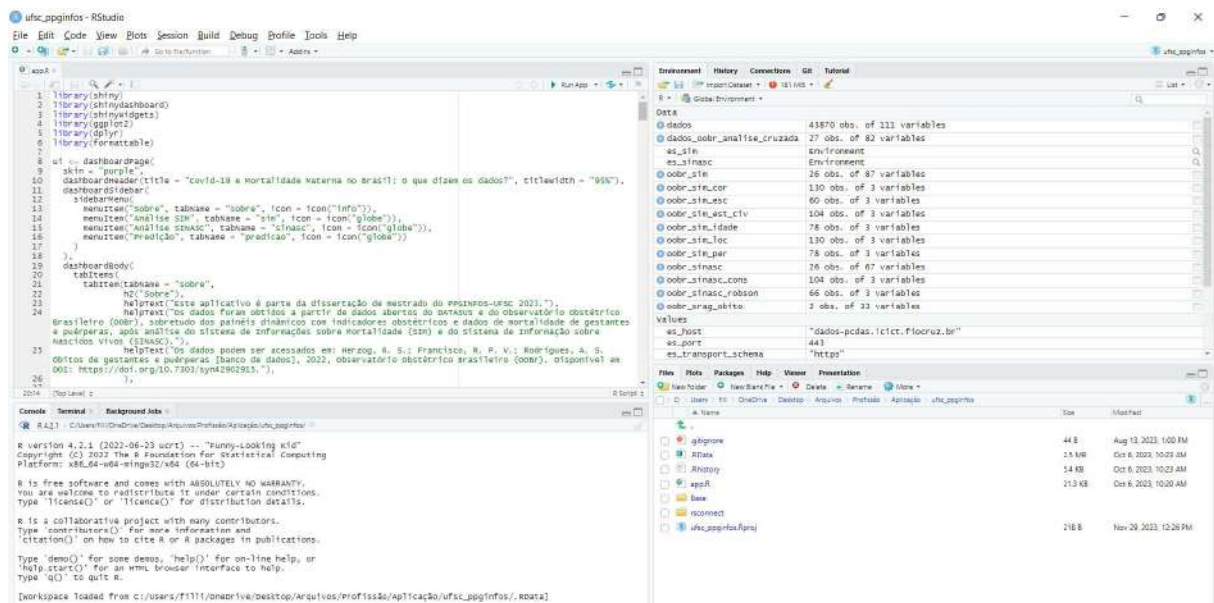 ufsc_ppginfos - RStudio
File Edit Code View Plots Session Build Debug Profile Tools Help
Go to file/function
Addins
ufsc_ppginfos
app.R
Run App
1 library(shiny)
2 library(shinydashboard)
3 library(shinyWidgets)
4 library(ggplot2)
5 library(dplyr)
6 library(formattable)
7
8 ui <- dashboardPage(
9 skin = "purple",
10 dashboardHeader(title = "Covid-19 e Mortalidade Materna no Brasil: o que dizem os dados?", titleWidth = "95%"),
11 dashboardSidebar(
12 sidebarMenu(
13 menuItem("Sobre", tabName = "sobre", icon = icon("info")),
14 menuItem("Análise SIM", tabName = "sim", icon = icon("globe")),
15 menuItem("Análise SINASC", tabName = "sinasc", icon = icon("globe")),
16 menuItem("Predição", tabName = "predicao", icon = icon("globe"))
17 )
18 ),
19 dashboardBody(
20 tabItems(
21 tabItem(tabName = "sobre",
22 h2("Sobre"),
23 helpText("Este aplicativo é parte da dissertação de mestrado do PPGINFOS-UFSC 2023."),
24 helpText("Os dados foram obtidos a partir de dados abertos do DATASUS e do Observatório Obstétrico
Brasileiro (OOBr), sobretudo dos painéis dinâmicos com indicadores obstétricos e dados de mortalidade de gestantes
e puérperas, após análise do Sistema de Informações sobre Mortalidade (SIM) e do Sistema de Informação sobre
Nascidos Vivos (SINASC)."),
25 helpText("Os dados podem ser acessados em: Herzog, R. S.; Francisco, R. P. V.; Rodrigues, A. S.
Óbitos de gestantes e puérperas [banco de dados], 2022, Observatório Obstétrico Brasileiro (OOBr). Disponível em
DOI: https://doi.org/10.7303/syn42902915."),
26 ),
27
20:14 (Top Level)
R Script
Console Terminal Background Jobs
R 4.2.1 · C:/Users/filli/OneDrive/Desktop/Arquivos/Profissão/Aplicação/ufsc_ppginfos/
R version 4.2.1 (2022-06-23 ucrt) -- "Funny-Looking Kid"
Copyright (C) 2022 The R Foundation for Statistical Computing
Platform: x86_64-w64-mingw32/x64 (64-bit)
R is free software and comes with ABSOLUTELY NO WARRANTY.
You are welcome to redistribute it under certain conditions.
Type 'license()' or 'licence()' for distribution details.
R is a collaborative project with many contributors.
Type 'contributors()' for more information and
'citation()' on how to cite R or R packages in publications.
Type 'demo()' for some demos, 'help()' for on-line help, or
'help.start()' for an HTML browser interface to help.
Type 'q()' to quit R.
[Workspace loaded from C:/Users/filli/OneDrive/Desktop/Arquivos/Profissão/Aplicação/ufsc_ppginfos/.RData]
Environment History Connections Git Tutorial
Import Dataset 181 MiB List
R Global Environment
Data
dados 43870 obs. of 111 variables
dados_oobr_analise_cruzada 27 obs. of 82 variables
es_sim Environment
es_sinasc Environment
oobr_sim 26 obs. of 87 variables
oobr_sim_cor 130 obs. of 3 variables
oobr_sim_esc 60 obs. of 3 variables
oobr_sim_est_civ 104 obs. of 3 variables
oobr_sim_idade 78 obs. of 3 variables
oobr_sim_loc 130 obs. of 3 variables
oobr_sim_per 78 obs. of 3 variables
oobr_sinasc 26 obs. of 67 variables
oobr_sinasc_cons 104 obs. of 3 variables
oobr_sinasc_robson 66 obs. of 3 variables
oobr_srag_obito 2 obs. of 33 variables
Values
es_host "dados-pcdas.icict.fiocruz.br"
es_port 443
es_transport_schema "https"
Files Plots Packages Help Viewer Presentation
New Folder New Blank File Delete Rename More
Users OneDrive Desktop Arquivos Profissão Aplicação ufsc_ppginfos
Name Size Modified
..
.gitignore 44 B Aug 13, 2023, 1:00 PM
.RData 2.5 MB Oct 6, 2023, 10:23 AM
.Rhistory 5.4 KB Oct 6, 2023, 10:23 AM
app.R 21.3 KB Oct 6, 2023, 10:20 AM
base
rsconnect
ufsc_ppginfos.Rproj 218 B Nov 29, 2023, 12:26 PM